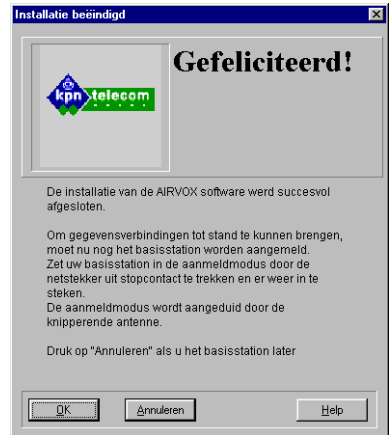 Installatie beëindigd
Gefeliciteerd!
kpn telecom
De installatie van de AIRVOX software werd succesvol
afgesloten.
Om gegevensverbindingen tot stand te kunnen brengen,
moet nu nog het basisstation worden aangemeld.
Zet uw basisstation in de aanmeldmodus door de
netstekker uit stopcontact te trekken en er weer in te
steken.
De aanmeldmodus wordt aangeduid door de
knipperende antenne.
Druk op "Annuleren" als u het basisstation later
OK
Annuleren
Help